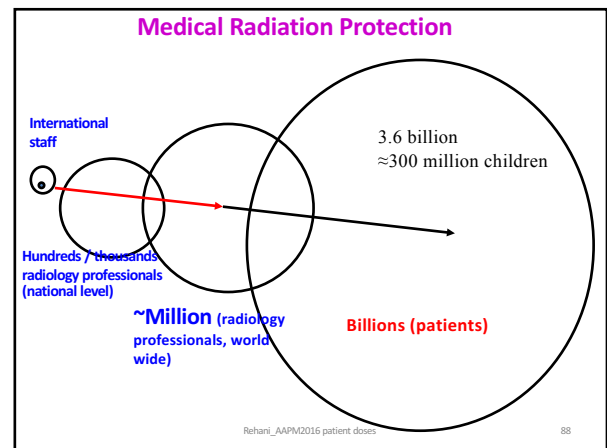 Medical Radiation Protection
International
staff
3.6 billion
≈300 million children
Hundreds / thousands
radiology professionals
(national level)
~Million (radiology
professionals, world
wide)
Billions (patients)
Rehani_AAPM2016 patient doses
88